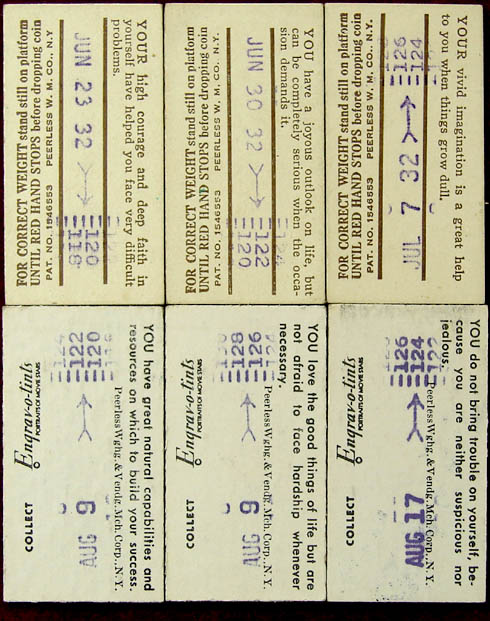 YOUR high courage and deep faith in
yourself have helped you face very difficult
problems.
JUN 23 32
120
118
FOR CORRECT WEIGHT stand still on platform
UNTIL RED HAND STOPS before dropping coin
PAT. NO. 1546553 PEERLESS W. M. CO., N.Y.
YOU have a joyous outlook on life, but
can be completely serious when the occa-
sion demands it.
JUN 30 32
122
120
FOR CORRECT WEIGHT stand still on platform
UNTIL RED HAND STOPS before dropping coin
PAT. NO. 1546553 PEERLESS W. M. CO., N.Y.
YOUR vivid imagination is a great help
to you when things grow dull.
JUL 7 32
126
124
FOR CORRECT WEIGHT stand still on platform
UNTIL RED HAND STOPS before dropping coin
PAT. NO. 1546553 PEERLESS W. M. CO., N.Y.
YOU have great natural capabilities and
resources on which to build your success.
Peerless Wghg. & Vendg. Mch. Corp., N.Y.
AUG 9
122
120
COLLECT Engrav-o-tints
PORTRAITS OF MOVIE STARS
YOU love the good things of life but are
not afraid to face hardship whenever
necessary.
Peerless Wghg. & Vendg. Mch. Corp., N.Y.
AUG 9
128
126
COLLECT Engrav-o-tints
PORTRAITS OF MOVIE STARS
YOU do not bring trouble on yourself, be-
cause you are neither suspicious nor
jealous.
Peerless Wghg. & Vendg. Mch. Corp., N.Y.
AUG 17
126
124
COLLECT Engrav-o-tints
PORTRAITS OF MOVIE STARS